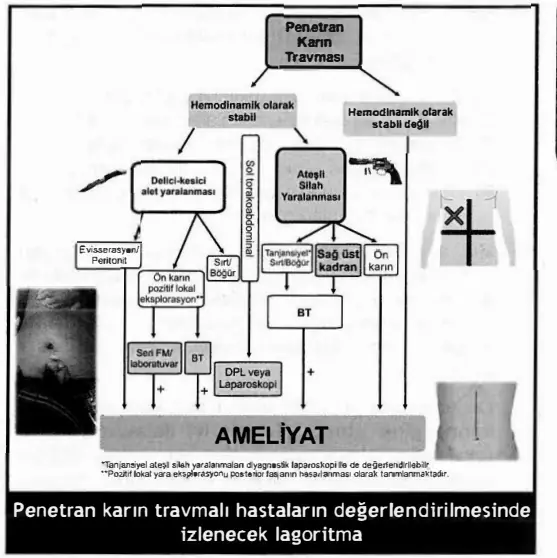 Penetran
Karın
Travması
Hemodinamik olarak
stabil
Hemodinamik olarak
stabil değil
Delici-kesici
alet yaralanması
Sol torakoabdominal
Ateşli
Silah
Yaralanması
Evisserasyon/
Peritonit
Ön karın
pozitif lokal
eksplorasyon**
Sırt/
Böğür
Tanjansiyel*
Sırt/Böğür
Sağ üst
kadran
Ön
karın
BT
Seri FM/
laboratuvar
BT
DPL veya
Laparoskopi
+
+
+
AMELİYAT
*Tanjansiyel ateşli silah yaralanmaları diyagnostik laparoskopi ile de değerlendirilebilir.
**Pozitif lokal yara eksplorasyonu posterior fasianın hasarlanması olarak tanımlanmaktadır.
Penetran karın travmalı hastaların değerlendirilmesinde
izlenecek lagoritma